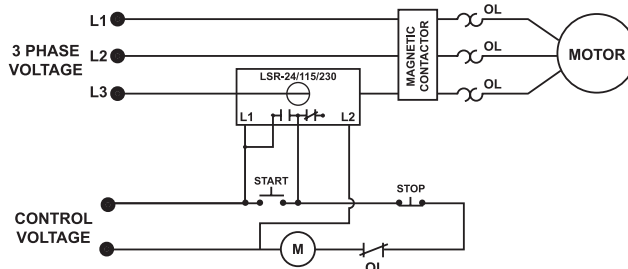 L1
OL
3 PHASE
VOLTAGE
L2
MAGNETIC
CONTACTOR
OL
MOTOR
LSR-24/115/230
L3
OL
L1
L2
START
STOP
CONTROL
VOLTAGE
M
OL